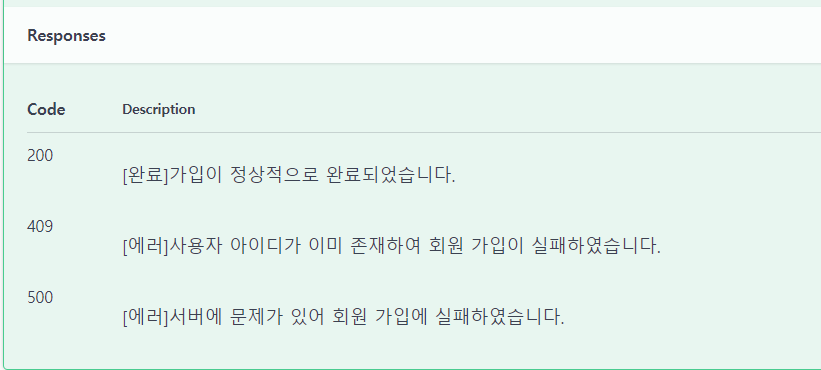 Responses
Code Description
200
[완료]가입이 정상적으로 완료되었습니다.
409
[에러]사용자 아이디가 이미 존재하여 회원 가입이 실패하였습니다.
500
[에러]서버에 문제가 있어 회원 가입에 실패하였습니다.